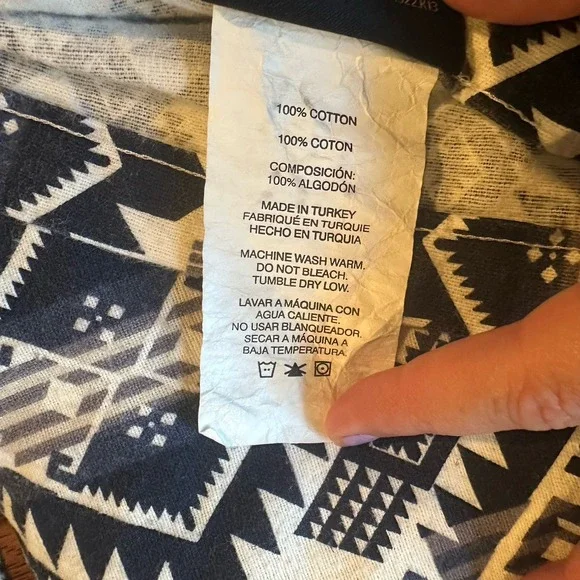 100% COTTON
100% COTON
COMPOSICIÓN:
100% ALGODÓN
MADE IN TURKEY
FABRIQUÉ EN TURQUIE
HECHO EN TURQUIA
MACHINE WASH WARM.
DO NOT BLEACH.
TUMBLE DRY LOW.
LAVAR A MÁQUINA CON
AGUA CALIENTE.
NO USAR BLANQUEADOR.
SECAR A MÁQUINA A
BAJA TEMPERATURA.